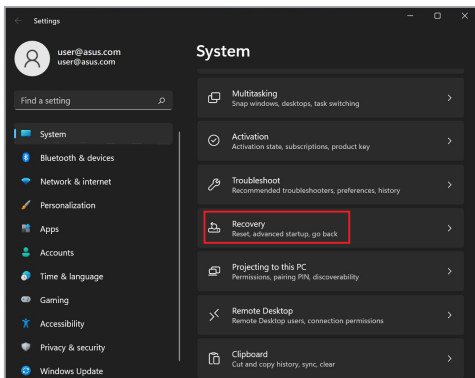 Settings
user@asus.com
user@asus.com
Find a setting
System
Bluetooth & devices
Network & internet
Personalization
Apps
Accounts
Time & language
Gaming
Accessibility
Privacy & security
Windows Update
System
Multitasking
Snap windows, desktops, task switching
Activation
Activation state, subscriptions, product key
Troubleshoot
Recommended troubleshooters, preferences, history
Recovery
Reset, advanced startup, go back
Projecting to this PC
Permissions, pairing PIN, discoverability
Remote Desktop
Remote Desktop users, connection permissions
Clipboard
Cut and copy history, sync, clear